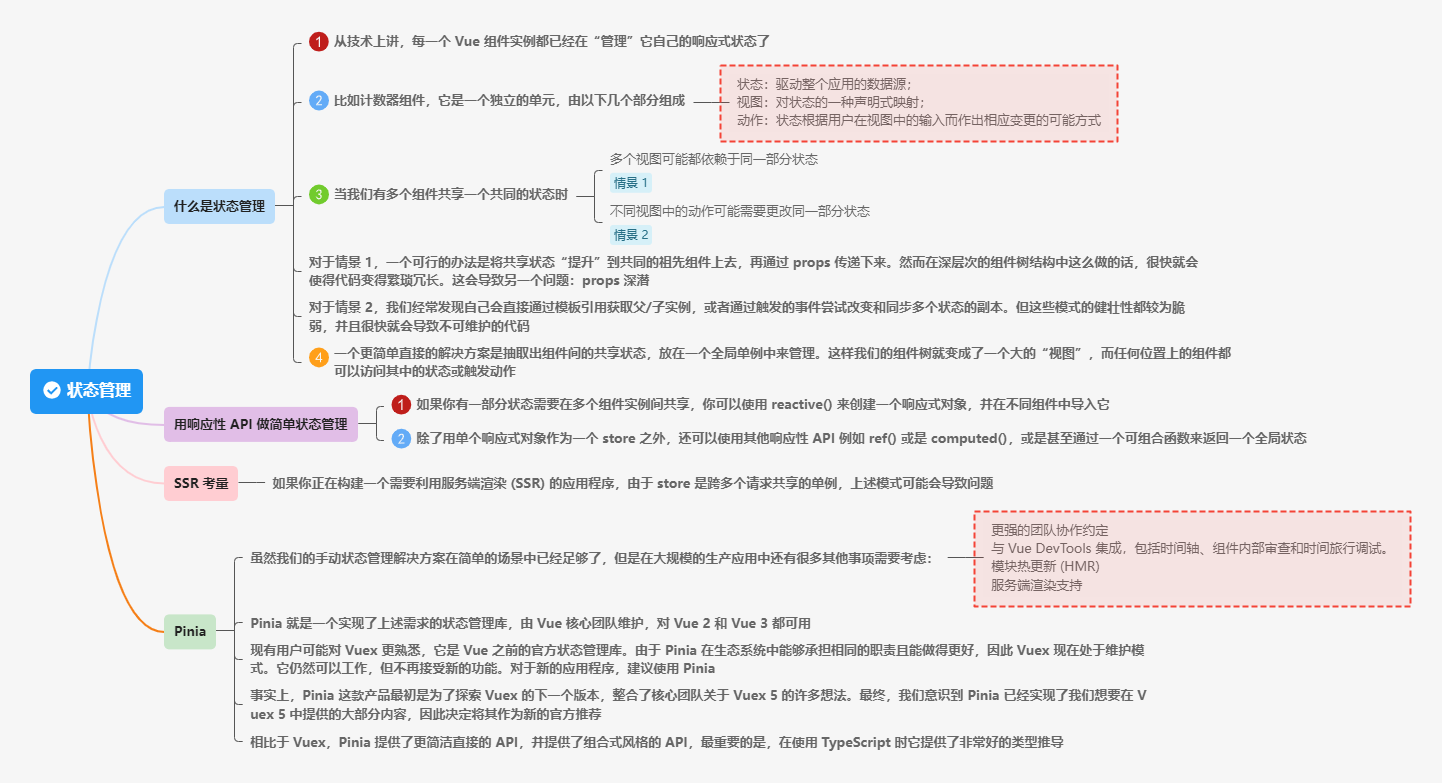 状态管理
什么是状态管理
1 从技术上讲，每一个 Vue 组件实例都已经在“管理”它自己的响应式状态了
2 比如计数器组件，它是一个独立的单元，由以下几个部分组成
状态：驱动整个应用的数据源；
视图：对状态的一种声明式映射；
动作：状态根据用户在视图中的输入而作出相应变更的可能方式
3 当我们有多个组件共享一个共同的状态时
多个视图可能都依赖于同一部分状态
情景 1
不同视图中的动作可能需要更改同一部分状态
情景 2
对于情景 1，一个可行的办法是将共享状态“提升”到共同的祖先组件上去，再通过 props 传递下来。然而在深层次的组件树结构中这么做的话，很快就会
使得代码变得繁琐冗长。这会导致另一个问题：props 深潜
对于情景 2，我们经常发现自己会直接通过模板引用获取父/子实例，或者通过触发的事件尝试改变和同步多个状态的副本。但这些模式的健壮性都较为脆
弱，并且很快就会导致不可维护的代码
4 一个更简单直接的解决方案是抽取出组件间的共享状态，放在一个全局单例中来管理。这样我们的组件树就变成了一个大的“视图”，而任何位置上的组件都
可以访问其中的状态或触发动作
用响应性 API 做简单状态管理
1 如果你有一部分状态需要在多个组件实例间共享，你可以使用 reactive() 来创建一个响应式对象，并在不同组件中导入它
2 除了用单个响应式对象作为一个 store 之外，还可以使用其他响应性 API 例如 ref() 或是 computed()，或是甚至通过一个可组合函数来返回一个全局状态
SSR 考量
如果你正在构建一个需要利用服务端渲染 (SSR) 的应用程序，由于 store 是跨多个请求共享的单例，上述模式可能会导致问题
Pinia
虽然我们的手动状态管理解决方案在简单的场景中已经足够了，但是在大规模的生产应用中还有很多其他事项需要考虑：
更强的团队协作约定
与 Vue DevTools 集成，包括时间轴、组件内部审查和时间旅行调试。
模块热更新 (HMR)
服务端渲染支持
Pinia 就是一个实现了上述需求的状态管理库，由 Vue 核心团队维护，对 Vue 2 和 Vue 3 都可用
现有用户可能对 Vuex 更熟悉，它是 Vue 之前的官方状态管理库。由于 Pinia 在生态系统中能够承担相同的职责且能做得更好，因此 Vuex 现在处于维护模
式。它仍然可以工作，但不再接受新的功能。对于新的应用程序，建议使用 Pinia
事实上，Pinia 这款产品最初是为了探索 Vuex 的下一个版本，整合了核心团队关于 Vuex 5 的许多想法。最终，我们意识到 Pinia 已经实现了我们想要在 V
uex 5 中提供的大部分内容，因此决定将其作为新的官方推荐
相比于 Vuex，Pinia 提供了更简洁直接的 API，并提供了组合式风格的 API，最重要的是，在使用 TypeScript 时它提供了非常好的类型推导